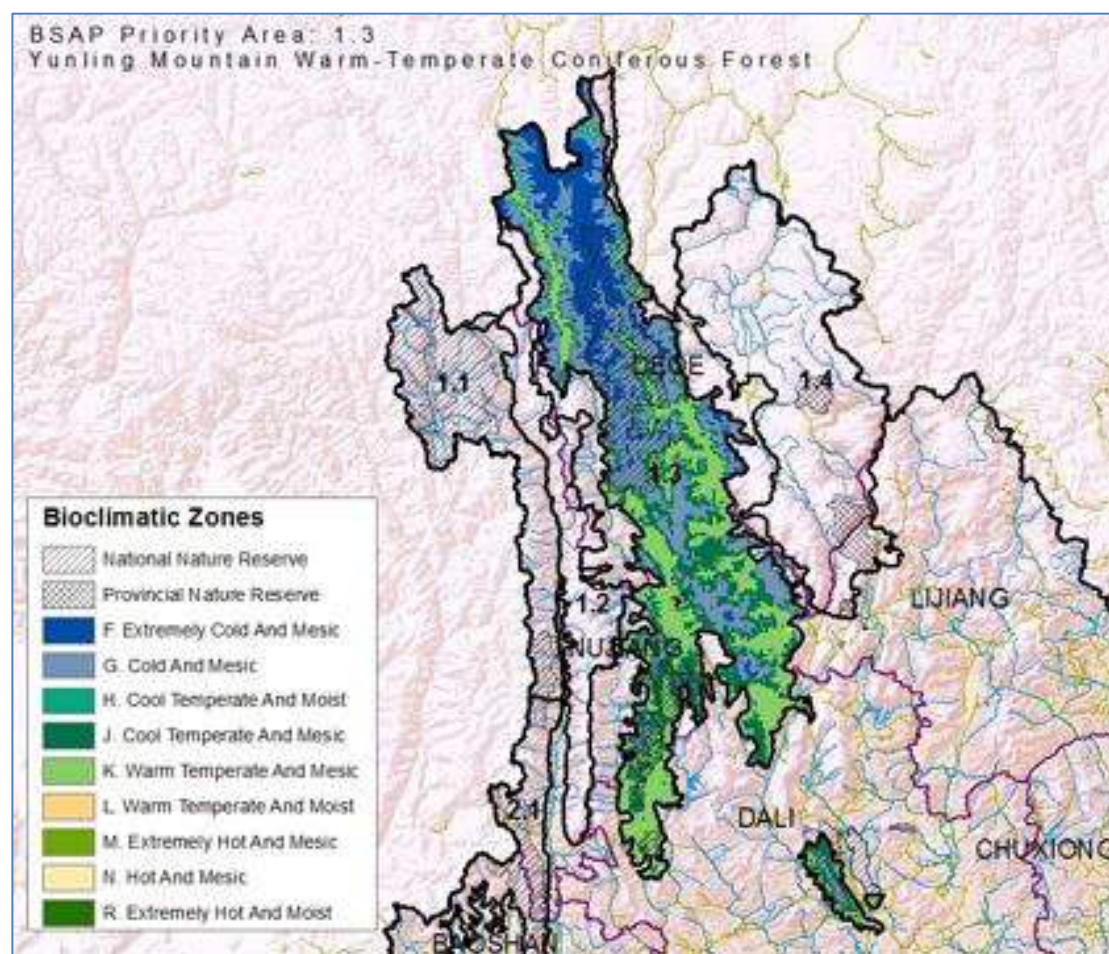 BSAP Priority Area: 1.3
Yunling Mountain Warm-Temperate Coniferous Forest
1.1
DEQE
1.4
1.3
Bioclimatic Zones
National Nature Reserve
Provincial Nature Reserve
F. Extremely Cold And Mesic
G. Cold And Mesic
H. Cool Temperate And Moist
J. Cool Temperate And Mesic
K. Warm Temperate And Mesic
L. Warm Temperate And Moist
M. Extremely Hot And Mesic
N. Hot And Mesic
R. Extremely Hot And Moist
1.2
LIJIANG
NUJIANG
2.1
DALI
CHUXIONG
BAOSHAN